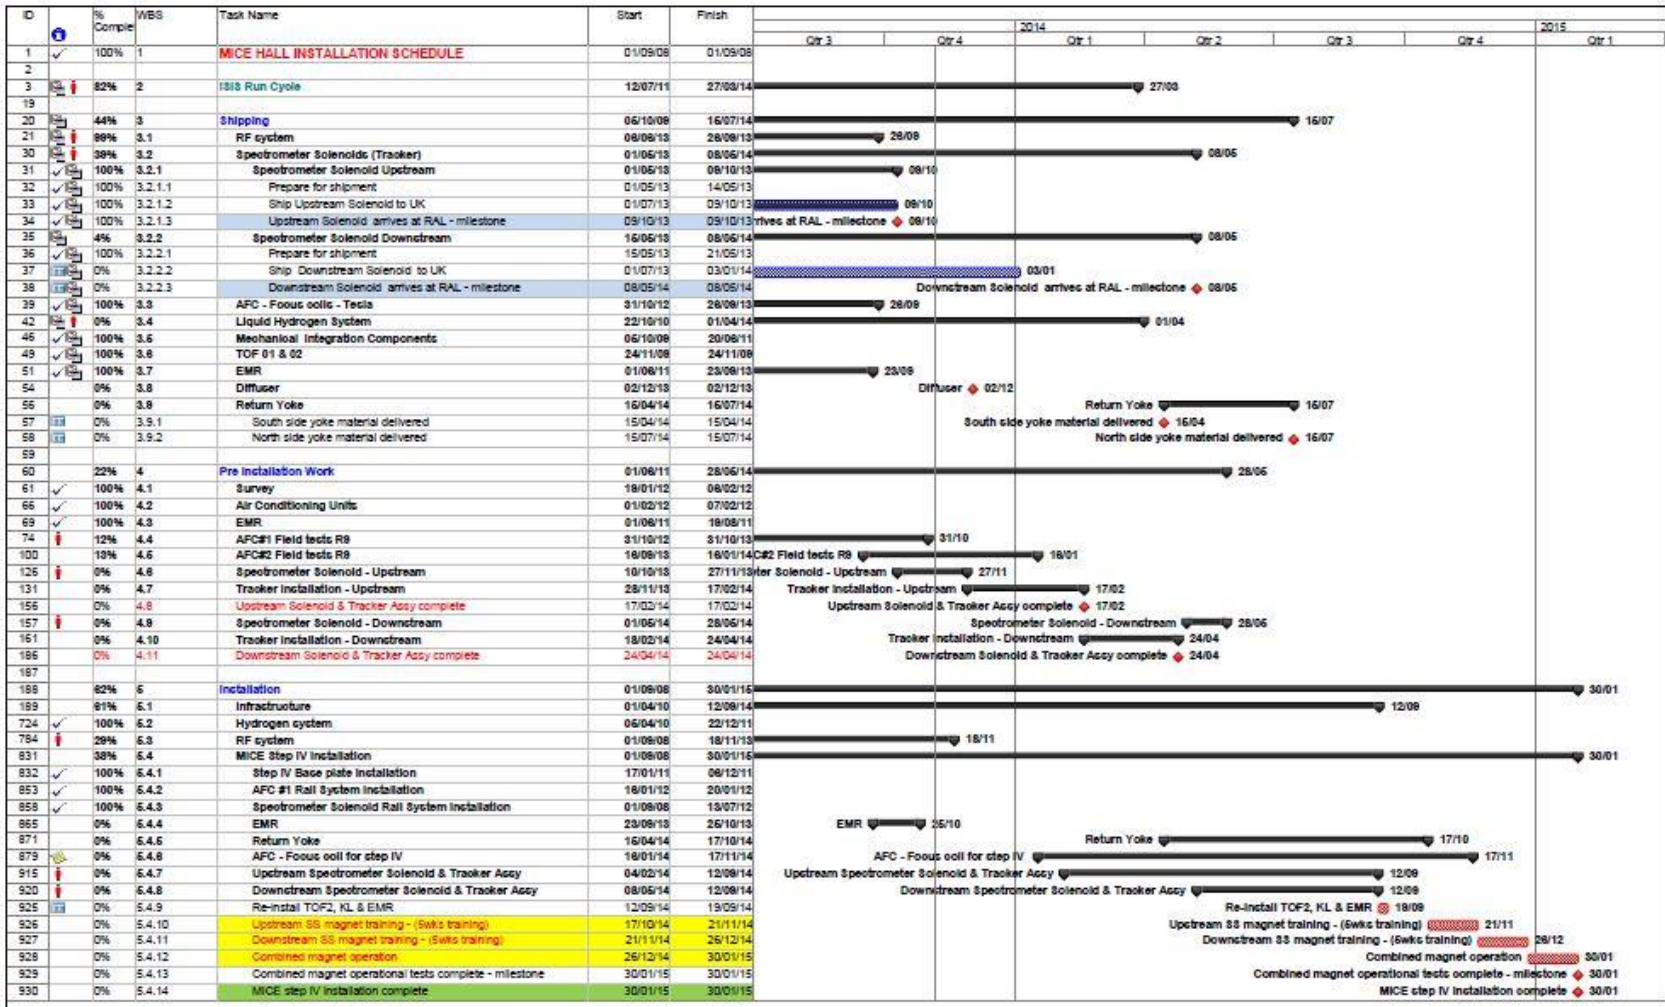 ID % Comple WBS Task Name Start Finish 2014 2015
Qtr 3 Qtr 4 Qtr 1 Qtr 2 Qtr 3 Qtr 4 Qtr 1
1 100% 1 MICE HALL INSTALLATION SCHEDULE 01/09/08 01/09/08
2
3 82% 2 ISIS Run Cycle 12/07/11 27/03/14 27/03
19
20 44% 3 Shipping 05/10/09 15/07/14 15/07
21 99% 3.1 RF system 06/06/13 26/09/13 26/09
30 39% 3.2 Spectrometer Solenoids (Tracker) 01/05/13 08/05/14 08/05
31 100% 3.2.1 Spectrometer Solenoid Upstream 01/05/13 09/10/13 09/10
32 100% 3.2.1.1 Prepare for shipment 01/05/13 14/05/13
33 100% 3.2.1.2 Ship Upstream Solenoid to UK 01/07/13 09/10/13 09/10
34 100% 3.2.1.3 Upstream Solenoid arrives at RAL - milestone 09/10/13 09/10/13 rrives at RAL - milestone 09/10
35 4% 3.2.2 Spectrometer Solenoid Downstream 15/05/13 08/05/14 08/05
36 100% 3.2.2.1 Prepare for shipment 15/05/13 21/05/13
37 0% 3.2.2.2 Ship Downstream Solenoid to UK 01/07/13 03/01/14 03/01
38 0% 3.2.2.3 Downstream Solenoid arrives at RAL - milestone 08/05/14 08/05/14 Downstream Solenoid arrives at RAL - milestone 08/05
39 100% 3.3 AFC - Focus coils - Tesla 31/10/12 26/09/13 26/09
42 0% 3.4 Liquid Hydrogen System 22/10/10 01/04/14 01/04
45 100% 3.5 Mechanical Integration Components 05/10/09 20/06/11
49 100% 3.6 TOF 01 & 02 24/11/09 24/11/09
51 100% 3.7 EMR 01/06/11 23/09/13 23/09
54 0% 3.8 Diffuser 02/12/13 02/12/13 Diffuser 02/12
56 0% 3.9 Return Yoke 15/04/14 15/07/14 Return Yoke 15/07
57 0% 3.9.1 South side yoke material delivered 15/04/14 15/04/14 South side yoke material delivered 15/04
58 0% 3.9.2 North side yoke material delivered 15/07/14 15/07/14 North side yoke material delivered 15/07
59
60 22% 4 Pre Installation Work 01/06/11 28/05/14 28/05
61 100% 4.1 Survey 19/01/12 06/02/12
66 100% 4.2 Air Conditioning Units 01/02/12 07/02/12
69 100% 4.3 EMR 01/06/11 19/08/11
74 12% 4.4 AFC#1 Field tests R9 31/10/12 31/10/13 31/10
100 13% 4.5 AFC#2 Field tests R9 16/09/13 16/01/14 C#2 Field tests R9 16/01
126 0% 4.6 Spectrometer Solenoid - Upstream 10/10/13 27/11/13 ter Solenoid - Upstream 27/11
131 0% 4.7 Tracker Installation - Upstream 28/11/13 17/02/14 Tracker Installation - Upstream 17/02
156 0% 4.8 Upstream Solenoid & Tracker Assy complete 17/02/14 17/02/14 Upstream Solenoid & Tracker Assy complete 17/02
157 0% 4.9 Spectrometer Solenoid - Downstream 01/05/14 28/05/14 Spectrometer Solenoid - Downstream 28/05
161 0% 4.10 Tracker Installation - Downstream 18/02/14 24/04/14 Tracker Installation - Downstream 24/04
186 0% 4.11 Downstream Solenoid & Tracker Assy complete 24/04/14 24/04/14 Downstream Solenoid & Tracker Assy complete 24/04
187
188 62% 5 Installation 01/09/08 30/01/15 30/01
189 61% 5.1 Infrastructure 01/04/10 12/09/14 12/09
724 100% 5.2 Hydrogen system 05/04/10 22/12/11
784 29% 5.3 RF system 01/09/08 18/11/13 18/11
831 38% 5.4 MICE Step IV Installation 01/09/08 30/01/15 30/01
832 100% 5.4.1 Step IV Base plate Installation 17/01/11 06/12/11
853 100% 5.4.2 AFC #1 Rail System Installation 16/01/12 20/01/12
858 100% 5.4.3 Spectrometer Solenoid Rail System Installation 01/09/08 13/07/12
865 0% 5.4.4 EMR 23/09/13 25/10/13 EMR 25/10
871 0% 5.4.5 Return Yoke 15/04/14 17/10/14 Return Yoke 17/10
879 0% 5.4.6 AFC - Focus coil for step IV 16/01/14 17/11/14 AFC - Focus coil for step IV 17/11
915 0% 5.4.7 Upstream Spectrometer Solenoid & Tracker Assy 04/02/14 12/09/14 Upstream Spectrometer Solenoid & Tracker Assy 12/09
920 0% 5.4.8 Downstream Spectrometer Solenoid & Tracker Assy 08/05/14 12/09/14 Downstream Spectrometer Solenoid & Tracker Assy 12/09
925 0% 5.4.9 Re-Install TOF2, KL & EMR 12/09/14 19/09/14 Re-Install TOF2, KL & EMR 19/09
926 0% 5.4.10 Upstream SS magnet training - (5wks training) 17/10/14 21/11/14 Upstream SS magnet training - (5wks training) 21/11
927 0% 5.4.11 Downstream SS magnet training - (5wks training) 21/11/14 26/12/14 Downstream SS magnet training - (5wks training) 26/12
928 0% 5.4.12 Combined magnet operation 26/12/14 30/01/15 Combined magnet operation 30/01
929 0% 5.4.13 Combined magnet operational tests complete - milestone 30/01/15 30/01/15 Combined magnet operational tests complete - milestone 30/01
930 0% 5.4.14 MICE step IV installation complete 30/01/15 30/01/15 MICE step IV installation complete 30/01